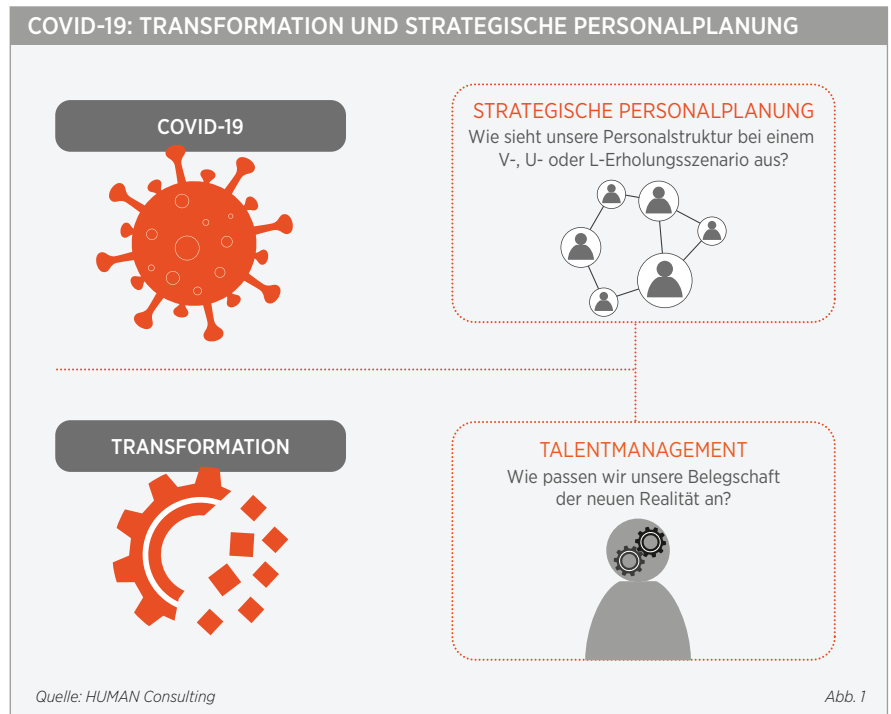 COVID-19: TRANSFORMATION UND STRATEGISCHE PERSONALPLANUNG
COVID-19
STRATEGISCHE PERSONALPLANUNG
Wie sieht unsere Personalstruktur bei einem
V-, U- oder L-Erholungsszenario aus?
TRANSFORMATION
TALENTMANAGEMENT
Wie passen wir unsere Belegschaft
der neuen Realität an?
Quelle: HUMAN Consulting
Abb. 1